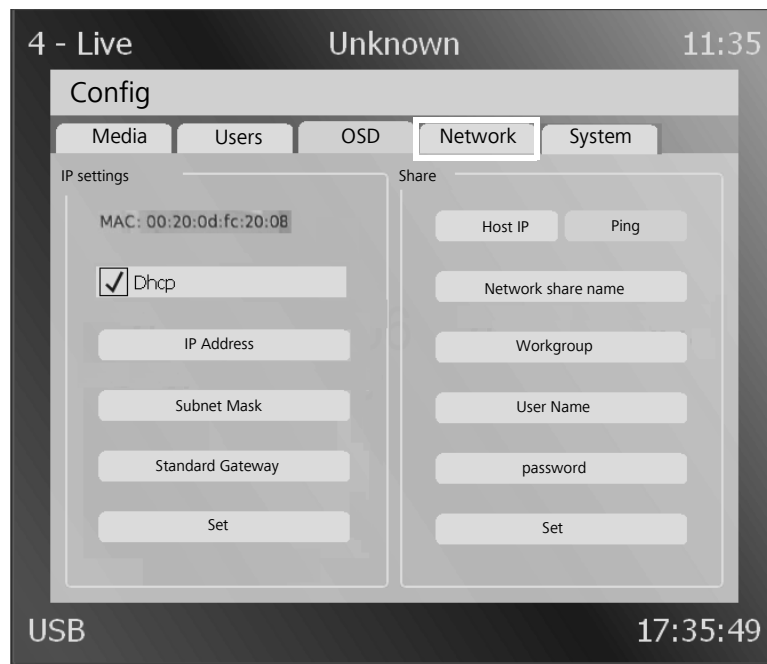 4 - Live Unknown 11:35
Config
Media Users OSD Network System
IP settings
MAC: 00:20:0d:fc:20:08
Dhcp
IP Address
Subnet Mask
Standard Gateway
Set
Share
Host IP Ping
Network share name
Workgroup
User Name
password
Set
USB 17:35:49